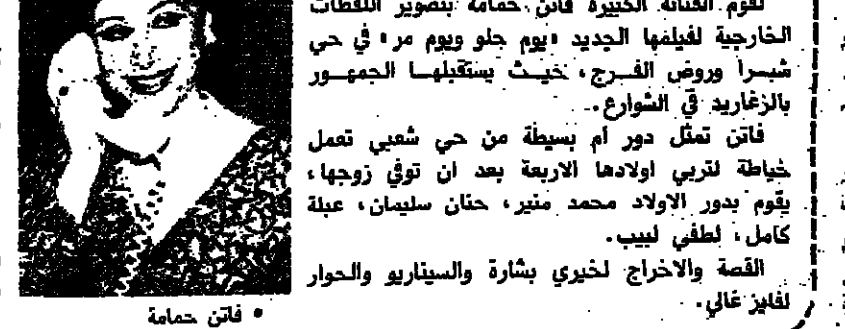 تقوم الفنانة الكبيرة فاتن حمامة بتصوير اللقطات
الخارجية لفيلمها الجديد «يوم حلو ويوم مر» في حي
شبسرا وروض الفرج، حيث يستقبلها الجمهور
بالزغاريد في الشوارع.
فاتن تمثل دور ام بسيطة من حي شعبي تعمل
خياطة لتربي اولادها الاربعة بعد ان توفي زوجها،
يقوم بدور الاولاد محمد منير، حنان سليمان، عبلة
كامل، لطفي لبيب.
القصة والاخراج لخيري بشارة والسيناريو والحوار
لفايز غالي.
• فاتن حمامة